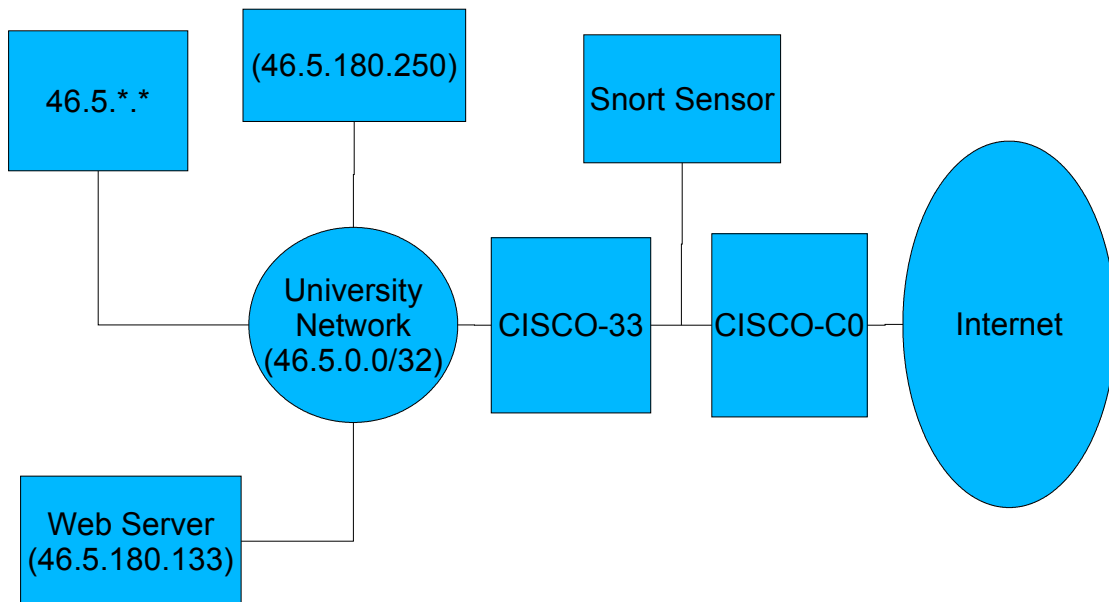 46.5.*.*
(46.5.180.250)
Snort Sensor
University
Network
(46.5.0.0/32)
CISCO-33
CISCO-C0
Internet
Web Server
(46.5.180.133)